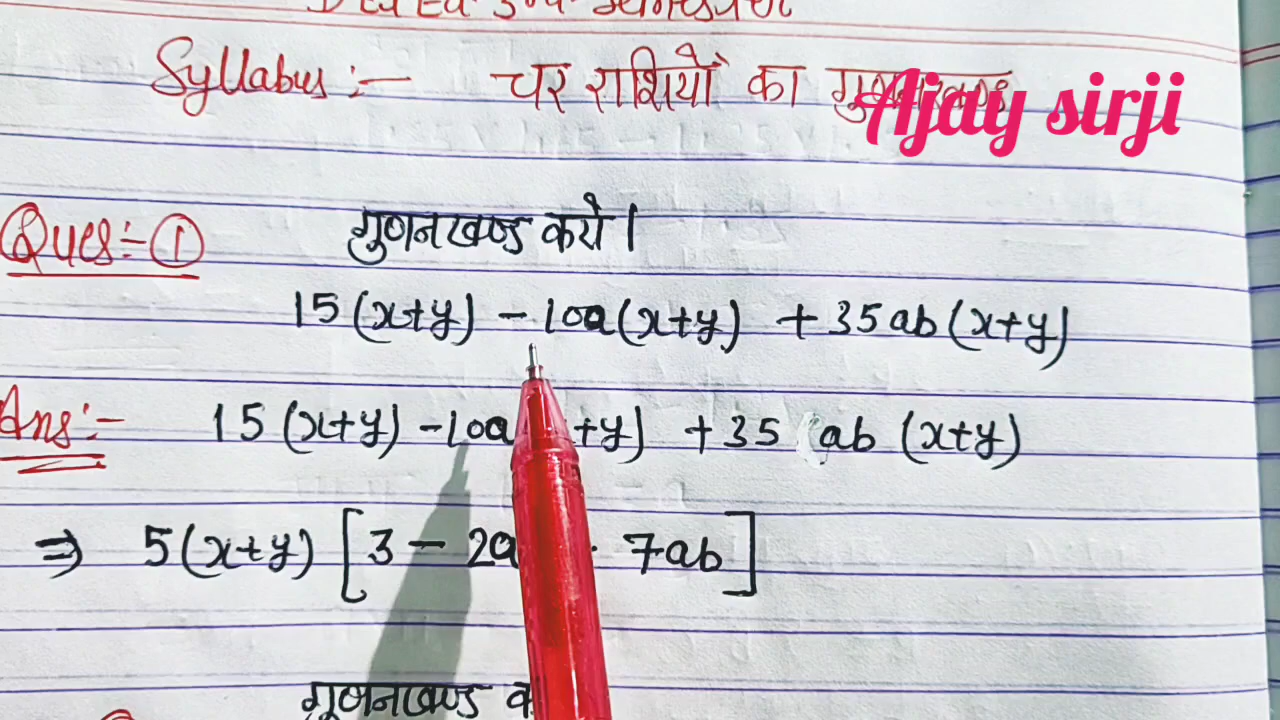 Syllabus :- चर राशियों का
Ajay sirji
Ques:- ① गुणनखण्ड करो ।
15(x+y) - 10a(x+y) + 35ab(x+y)
Ans:- 15(x+y) - 10a +y) + 35 ab (x+y)
⇒ 5(x+y) [3 - 2a 7ab]
गुणनखण्ड